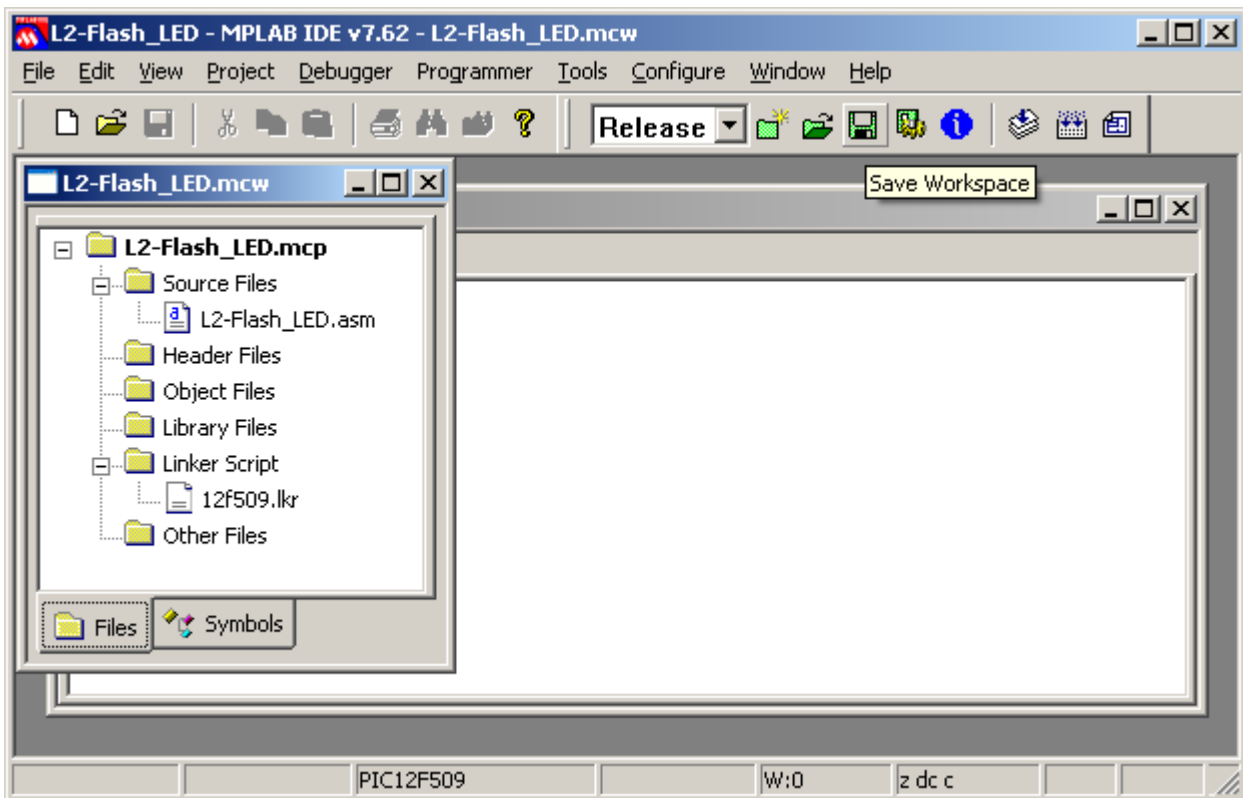 L2-Flash_LED - MPLAB IDE v7.62 - L2-Flash_LED.mcw
File Edit View Project Debugger Programmer Tools Configure Window Help
Release
Save Workspace
L2-Flash_LED.mcw
L2-Flash_LED.mcp
Source Files
L2-Flash_LED.asm
Header Files
Object Files
Library Files
Linker Script
12f509.lkr
Other Files
Files Symbols
PIC12F509 W:0 z dc c